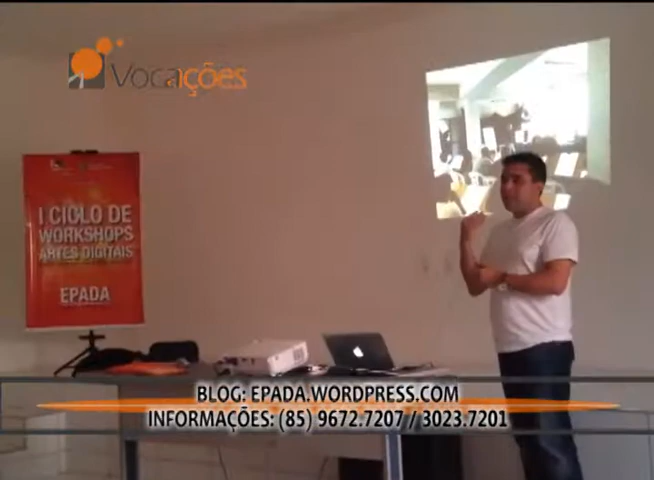 Vocações
I CICLO DE
WORKSHOPS
ARTES DIGITAIS
EPADA
BLOG: EPADA.WORDPRESS.COM
INFORMAÇÕES: (85) 9672.7207 / 3023.7201